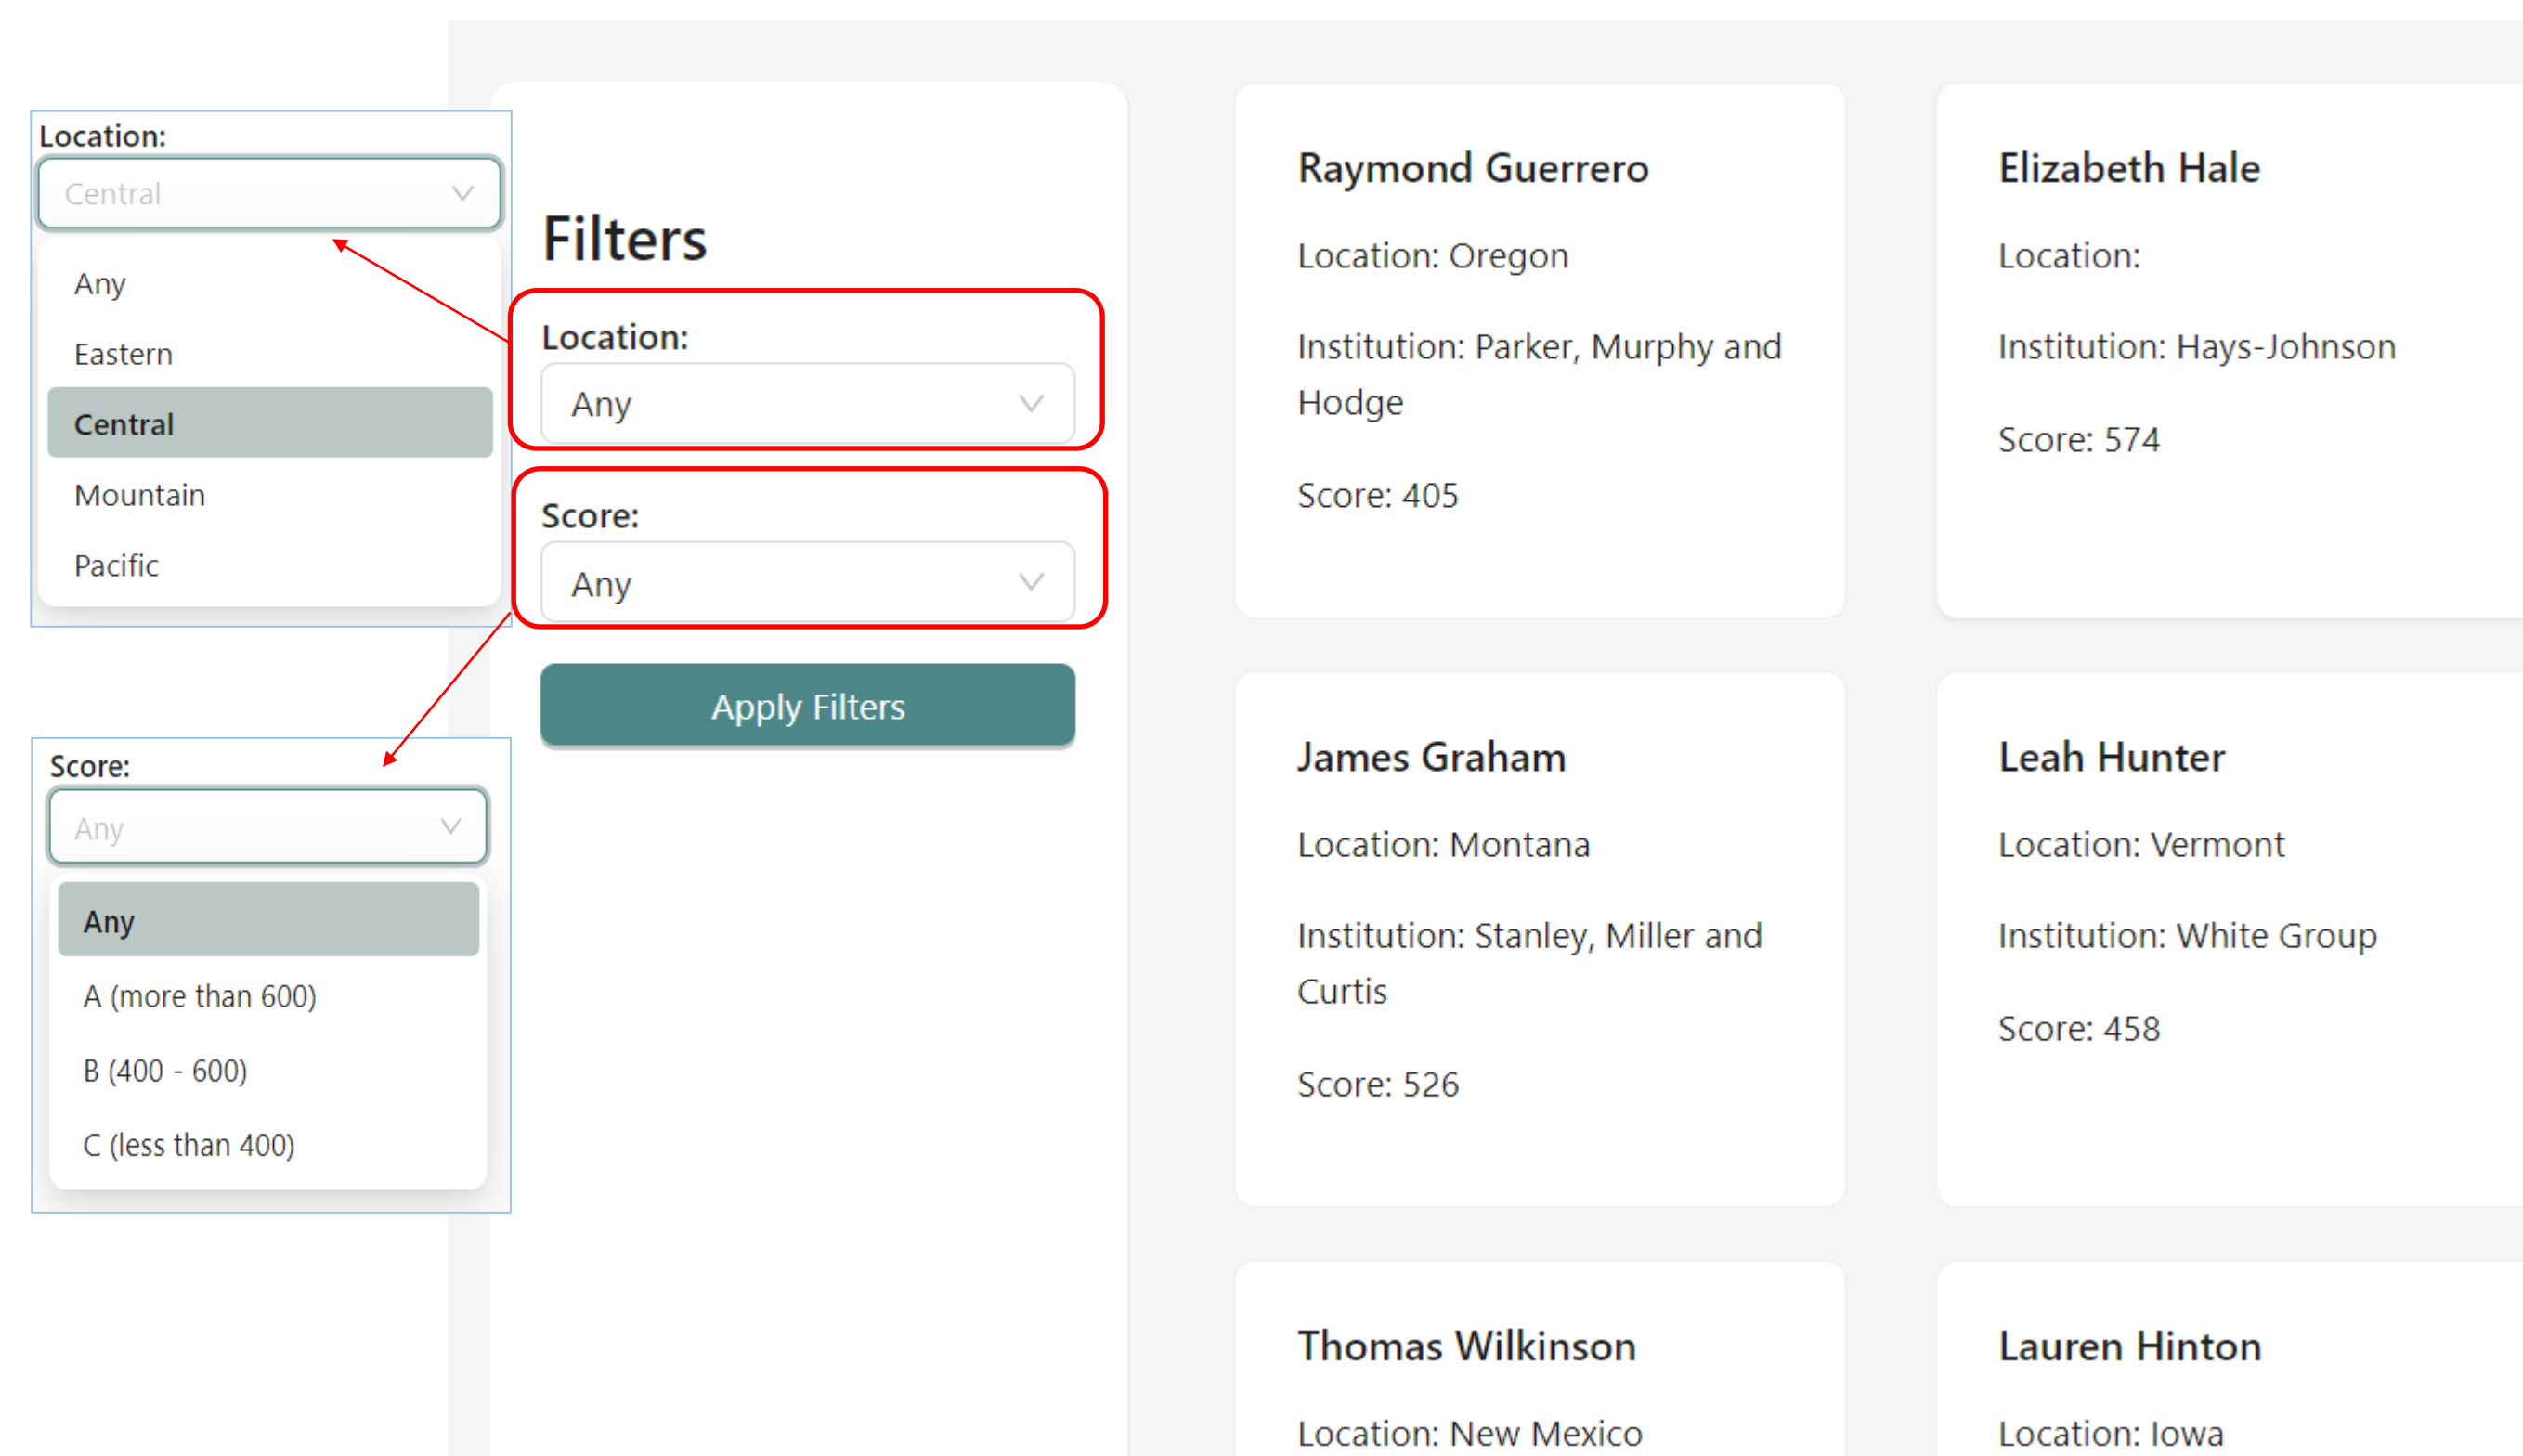 Location:
Central
Any
Eastern
Central
Mountain
Pacific
Score:
Any
Any
A (more than 600)
B (400 - 600)
C (less than 400)
Filters
Location:
Any
Score:
Any
Apply Filters
Raymond Guerrero
Location: Oregon
Institution: Parker, Murphy and
Hodge
Score: 405
Elizabeth Hale
Location:
Institution: Hays-Johnson
Score: 574
James Graham
Location: Montana
Institution: Stanley, Miller and
Curtis
Score: 526
Leah Hunter
Location: Vermont
Institution: White Group
Score: 458
Thomas Wilkinson
Location: New Mexico
Lauren Hinton
Location: Iowa